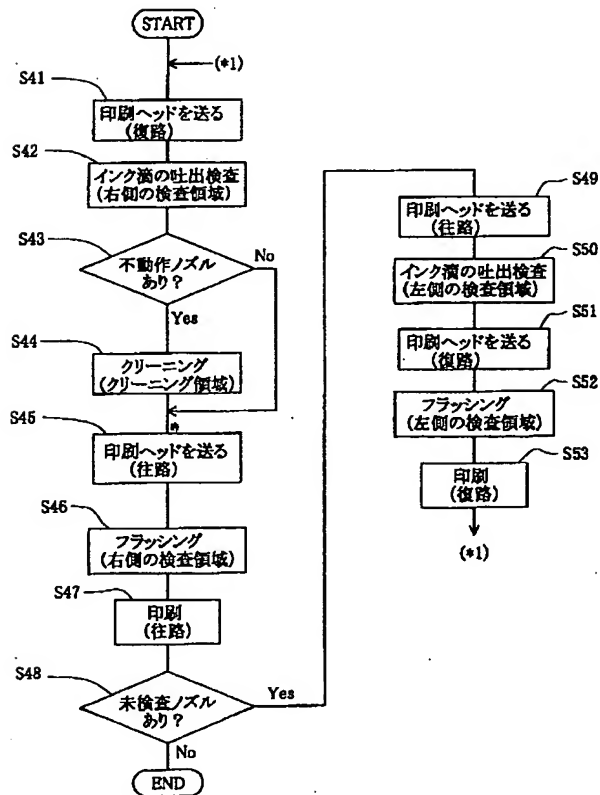 START
(*1)
S41
印刷ヘッドを送る
(復路)
S42
インク滴の吐出検査
(右側の検査領域)
S43
不動作ノズル
あり?
No
Yes
S44
クリーニング
(クリーニング領域)
S45
印刷ヘッドを送る
(往路)
S46
フラッシング
(右側の検査領域)
S47
印刷
(往路)
S48
未検査ノズル
あり?
Yes
No
END
S49
印刷ヘッドを送る
(往路)
S50
インク滴の吐出検査
(左側の検査領域)
S51
印刷ヘッドを送る
(復路)
S52
フラッシング
(左側の検査領域)
S53
印刷
(復路)
(*1)